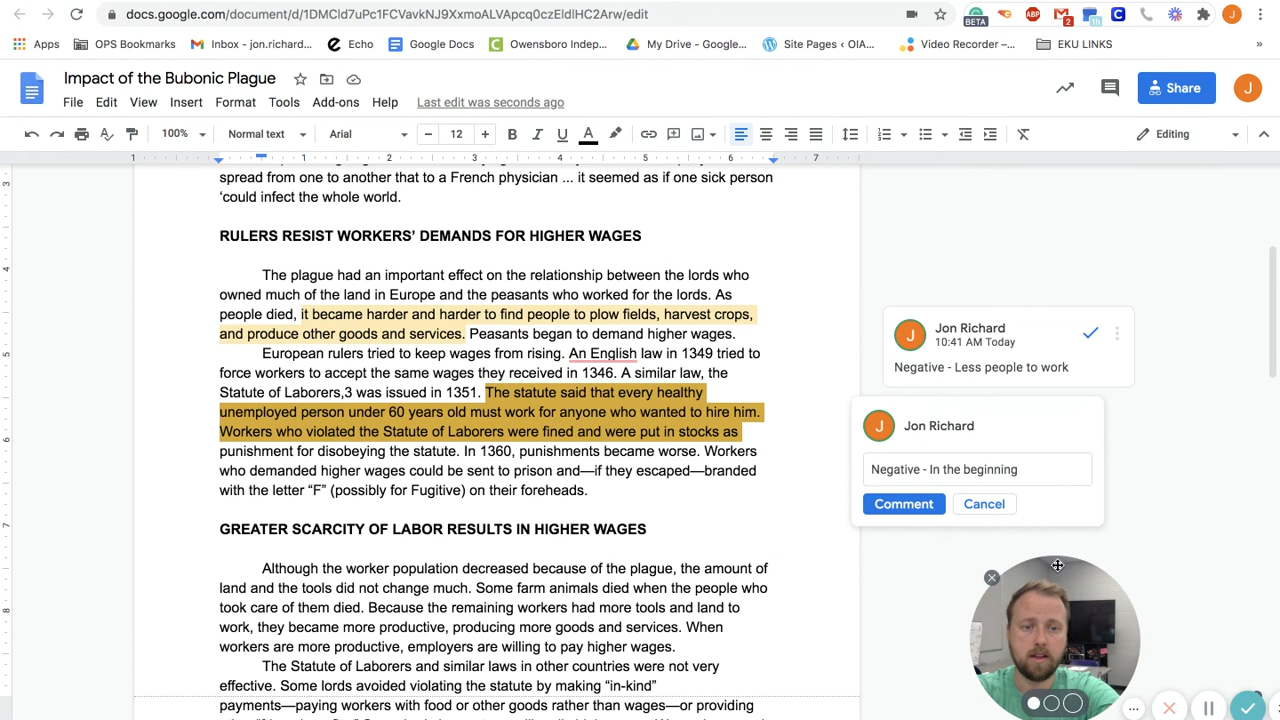 docs.google.com/document/d/1DMCld7uPc1FCVavkNJ9XxmoALVApcq0czEldlHC2Arw/edit
BETA
ABP
2
1h
C
J
Apps
OPS Bookmarks
Inbox - jon.richard...
Echo
Google Docs
Owensboro Indep...
My Drive - Google...
Site Pages ‹ OIA...
Video Recorder –...
EKU LINKS
»
Impact of the Bubonic Plague
File Edit View Insert Format Tools Add-ons Help Last edit was seconds ago
Share
J
100% Normal text Arial − 12 + B I U A Editing
1 1 2 3 4 5 6 7
3
4
5
6
7
8
spread from one to another that to a French physician ... it seemed as if one sick person
‘could infect the whole world.
RULERS RESIST WORKERS’ DEMANDS FOR HIGHER WAGES
The plague had an important effect on the relationship between the lords who
owned much of the land in Europe and the peasants who worked for the lords. As
people died, it became harder and harder to find people to plow fields, harvest crops,
and produce other goods and services. Peasants began to demand higher wages.
European rulers tried to keep wages from rising. An English law in 1349 tried to
force workers to accept the same wages they received in 1346. A similar law, the
Statute of Laborers,3 was issued in 1351. The statute said that every healthy
unemployed person under 60 years old must work for anyone who wanted to hire him.
Workers who violated the Statute of Laborers were fined and were put in stocks as
punishment for disobeying the statute. In 1360, punishments became worse. Workers
who demanded higher wages could be sent to prison and—if they escaped—branded
with the letter “F” (possibly for Fugitive) on their foreheads.
GREATER SCARCITY OF LABOR RESULTS IN HIGHER WAGES
Although the worker population decreased because of the plague, the amount of
land and the tools did not change much. Some farm animals died when the people who
took care of them died. Because the remaining workers had more tools and land to
work, they became more productive, producing more goods and services. When
workers are more productive, employers are willing to pay higher wages.
The Statute of Laborers and similar laws in other countries were not very
effective. Some lords avoided violating the statute by making “in-kind”
payments—paying workers with food or other goods rather than wages—or providing
J
Jon Richard
10:41 AM Today
Negative - Less people to work
J
Jon Richard
Negative - In the beginning
Comment Cancel